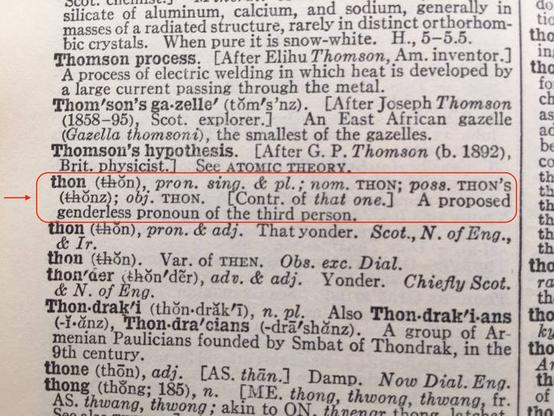 silicate of aluminum, calcium, and sodium, generally in
masses of a radiated structure, rarely in distinct orthorhom-
bic crystals. When pure it is snow-white. H., 5–5.5.
Thomson process. [After Elihu Thomson, Am. inventor.]
A process of electric welding in which heat is developed by
a large current passing through the metal.
Thom′son's ga·zelle′ (tŏm′s'nz). [After Joseph Thomson
(1858–95), Scot. explorer.] An East African gazelle
(Gazella thomsoni), the smallest of the gazelles.
Thomson's hypothesis. [After G. P. Thomson (b. 1892),
Brit. physicist.] See ATOMIC THEORY.
thon (thŏn), pron. sing. & pl.; nom. THON; poss. THON'S
(thŏnz); obj. THON. [Contr. of that one.] A proposed
genderless pronoun of the third person.
thon (thŏn), pron. & adj. That yonder. Scot., N. of Eng.,
& Ir.
thon (thŏn). Var. of THEN. Obs. exc. Dial.
thon′der (thŏn′dẽr), adv. & adj. Yonder. Chiefly Scot.
& N. of Eng.
Thon·drak′i (thŏn·drăk′ĭ), n. pl. Also Thon·drak′i·ans
(-ĭ·ănz), Thon·dra′cians (-drā′shănz). A group of Ar-
menian Paulicians founded by Smbat of Thondrak, in the
9th century.
thone (thōn), adj. [AS. thān.] Damp. Now Dial. Eng.
thong (thŏng; 185), n. [ME. thong, thwong, thwang, fr.
AS. thwang, thwong; akin to ON. thvengr thong, latchet.